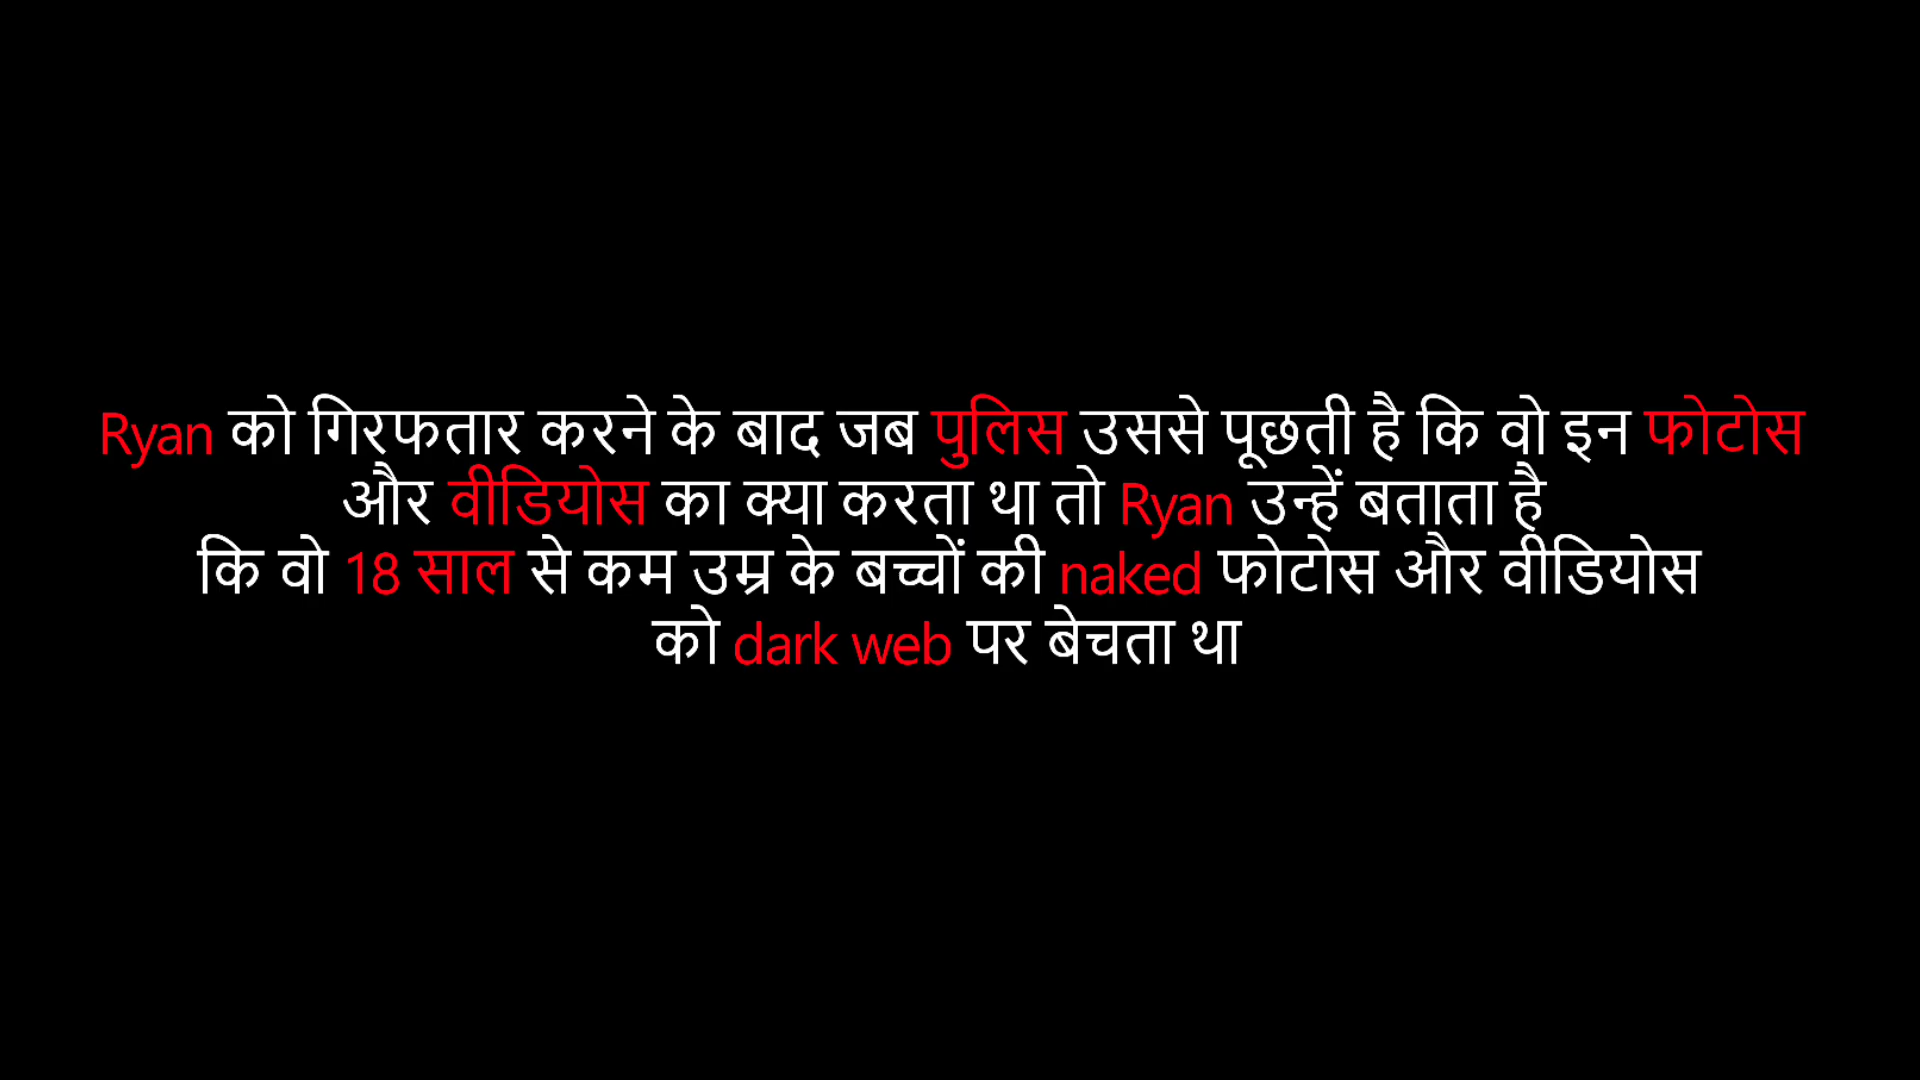 Ryan को गिरफतार करने के बाद जब पुलिस उससे पूछती है कि वो इन फोटोस
और वीडियोस का क्या करता था तो Ryan उन्हें बताता है
कि वो 18 साल से कम उम्र के बच्चों की naked फोटोस और वीडियोस
को dark web पर बेचता था